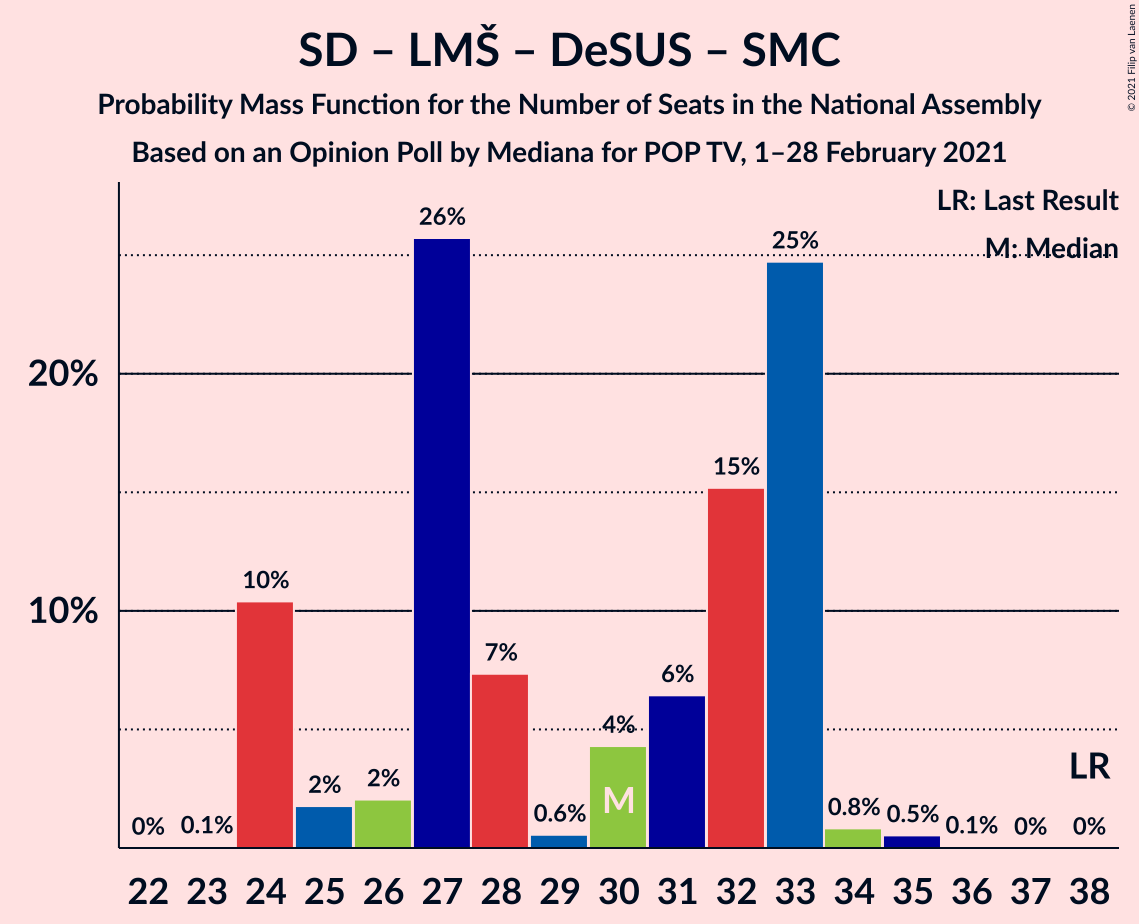 SD – LMŠ – DeSUS – SMC
Probability Mass Function for the Number of Seats in the National Assembly
Based on an Opinion Poll by Mediana for POP TV, 1–28 February 2021
© 2021 Filip van Laenen
LR: Last Result
M: Median
20%
10%
0% 0.1% 10% 2% 2% 26% 7% 0.6% 4% 6% 15% 25% 0.8% 0.5% 0.1% 0% 0%
M
LR
22 23 24 25 26 27 28 29 30 31 32 33 34 35 36 37 38